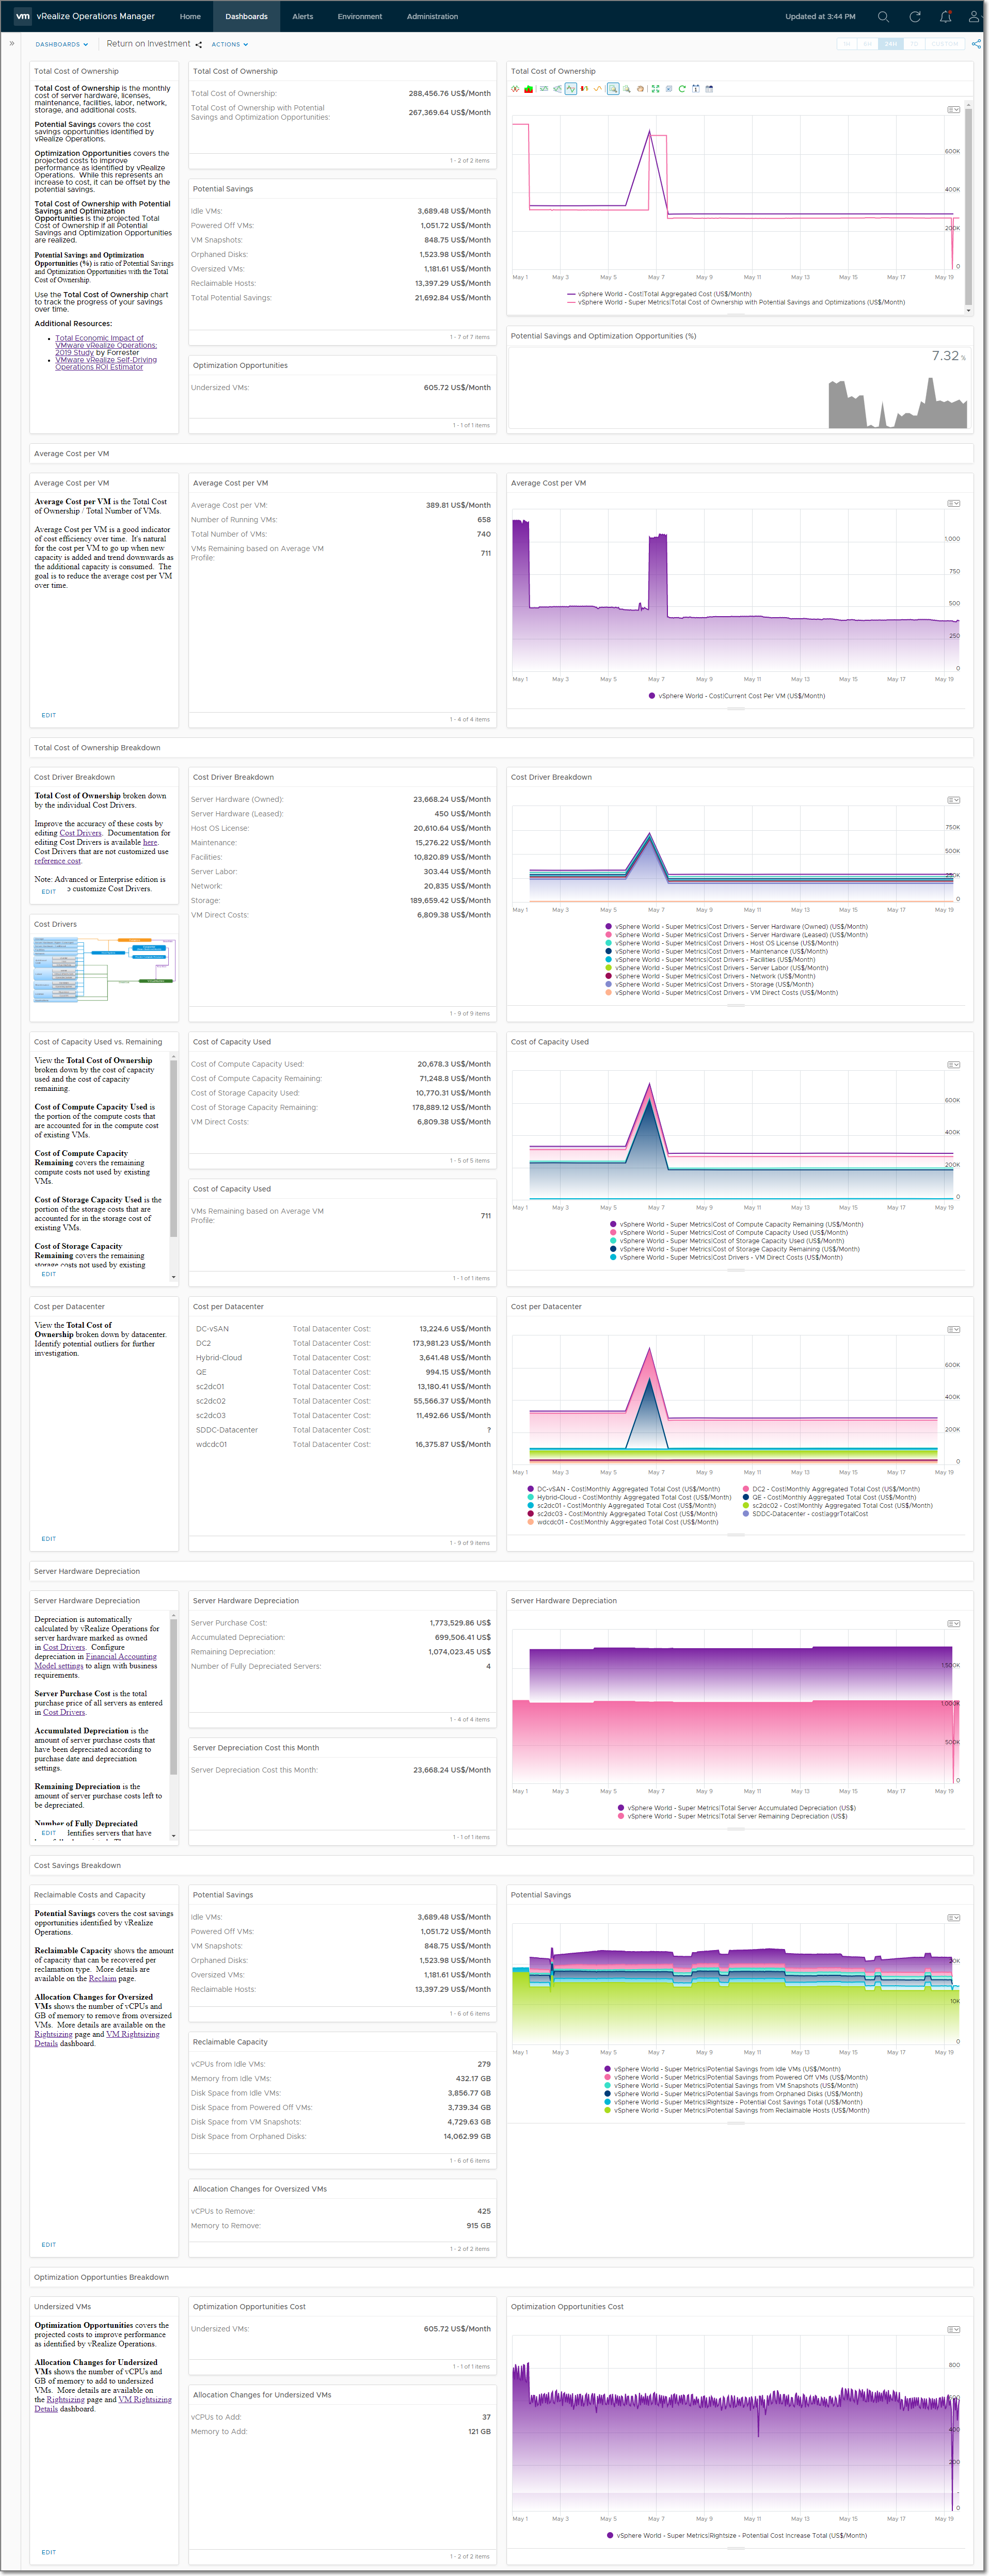 vm vRealize Operations Manager Home Dashboards Alerts Environment Administration Updated at 3:44 PM
DASHBOARDS Return on Investment ACTIONS
Total Cost of Ownership
Total Cost of Ownership is the monthly
cost of server hardware, licenses,
maintenance, facilities, labor, network,
storage, and additional costs.
Potential Savings covers the cost
savings opportunities identified by
vRealize Operations.
Optimization Opportunities covers the
projected costs to improve
performance as identified by vRealize
Operations. While this represents an
increase to cost, it can be offset by the
potential savings.
Total Cost of Ownership with Potential
Savings and Optimization
Opportunities is the projected Total
Cost of Ownership if all Potential
Savings and Optimization Opportunities
are realized.
Potential Savings and Optimization
Opportunities (%) is ratio of Potential Savings
and Optimization Opportunities with the Total
Cost of Ownership.
Use the Total Cost of Ownership chart
to track the progress of your savings
over time.
Additional Resources:
Total Economic Impact of
VMware vRealize Operations:
2019 Study by Forrester
VMware vRealize Self-Driving
Operations ROI Estimator
Total Cost of Ownership
Total Cost of Ownership: 288,456.76 US$/Month
Total Cost of Ownership with Potential
Savings and Optimization Opportunities: 267,369.64 US$/Month
1 - 2 of 2 items
Potential Savings
Idle VMs: 3,689.48 US$/Month
Powered Off VMs: 1,051.72 US$/Month
VM Snapshots: 848.75 US$/Month
Orphaned Disks: 1,523.98 US$/Month
Oversized VMs: 1,181.61 US$/Month
Reclaimable Hosts: 13,397.29 US$/Month
Total Potential Savings: 21,692.84 US$/Month
1 - 7 of 7 items
Optimization Opportunities
Undersized VMs: 605.72 US$/Month
1 - 1 of 1 items
Total Cost of Ownership
600K
400K
200K
0
May 1 May 3 May 5 May 7 May 9 May 11 May 13 May 15 May 17 May 19
vSphere World - Cost|Total Aggregated Cost (US$/Month)
vSphere World - Super Metrics|Total Cost of Ownership with Potential Savings and Optimizations (US$/Month)
Potential Savings and Optimization Opportunities (%)
7.32 %
Average Cost per VM
Average Cost per VM
Average Cost per VM is the Total Cost
of Ownership / Total Number of VMs.
Average Cost per VM is a good indicator
of cost efficiency over time. It's natural
for the cost per VM to go up when new
capacity is added and trend downwards as
the additional capacity is consumed. The
goal is to reduce the average cost per VM
over time.
EDIT
Average Cost per VM
Average Cost per VM: 389.81 US$/Month
Number of Running VMs: 658
Total Number of VMs: 740
VMs Remaining based on Average VM
Profile: 711
1 - 4 of 4 items
Average Cost per VM
1,000
750
500
250
0
May 1 May 3 May 5 May 7 May 9 May 11 May 13 May 15 May 17 May 19
vSphere World - Cost|Current Cost Per VM (US$/Month)
Total Cost of Ownership Breakdown
Cost Driver Breakdown
Total Cost of Ownership broken down
by the individual Cost Drivers.
Improve the accuracy of these costs by
editing Cost Drivers. Documentation for
editing Cost Drivers is available here.
Cost Drivers that are not customized use
reference cost.
Note: Advanced or Enterprise edition is
EDIT o customize Cost Drivers.
Cost Drivers
Cost Driver Breakdown
Server Hardware (Owned): 23,668.24 US$/Month
Server Hardware (Leased): 450 US$/Month
Host OS License: 20,610.64 US$/Month
Maintenance: 15,276.22 US$/Month
Facilities: 10,820.89 US$/Month
Server Labor: 303.44 US$/Month
Network: 20,835 US$/Month
Storage: 189,659.42 US$/Month
VM Direct Costs: 6,809.38 US$/Month
1 - 9 of 9 items
Cost Driver Breakdown
750K
500K
250K
0
May 1 May 3 May 5 May 7 May 9 May 11 May 13 May 15 May 17 May 19
vSphere World - Super Metrics|Cost Drivers - Server Hardware (Owned) (US$/Month)
vSphere World - Super Metrics|Cost Drivers - Server Hardware (Leased) (US$/Month)
vSphere World - Super Metrics|Cost Drivers - Host OS License (US$/Month)
vSphere World - Super Metrics|Cost Drivers - Maintenance (US$/Month)
vSphere World - Super Metrics|Cost Drivers - Facilities (US$/Month)
vSphere World - Super Metrics|Cost Drivers - Server Labor (US$/Month)
vSphere World - Super Metrics|Cost Drivers - Network (US$/Month)
vSphere World - Super Metrics|Cost Drivers - Storage (US$/Month)
vSphere World - Super Metrics|Cost Drivers - VM Direct Costs (US$/Month)
Cost of Capacity Used vs. Remaining
View the Total Cost of Ownership
broken down by the cost of capacity
used and the cost of capacity
remaining.
Cost of Compute Capacity Used is
the portion of the compute costs that
are accounted for in the compute cost
of existing VMs.
Cost of Compute Capacity
Remaining covers the remaining
compute costs not used by existing
VMs.
Cost of Storage Capacity Used is the
portion of the storage costs that are
accounted for in the storage cost of
existing VMs.
Cost of Storage Capacity
Remaining covers the remaining
storage costs not used by existing
EDIT
Cost of Capacity Used
Cost of Compute Capacity Used: 20,678.3 US$/Month
Cost of Compute Capacity Remaining: 71,248.8 US$/Month
Cost of Storage Capacity Used: 10,770.31 US$/Month
Cost of Storage Capacity Remaining: 178,889.12 US$/Month
VM Direct Costs: 6,809.38 US$/Month
1 - 5 of 5 items
Cost of Capacity Used
VMs Remaining based on Average VM
Profile: 711
1 - 1 of 1 items
Cost of Capacity Used
600K
400K
200K
0
May 1 May 3 May 5 May 7 May 9 May 11 May 13 May 15 May 17 May 19
vSphere World - Super Metrics|Cost of Compute Capacity Remaining (US$/Month)
vSphere World - Super Metrics|Cost of Compute Capacity Used (US$/Month)
vSphere World - Super Metrics|Cost of Storage Capacity Used (US$/Month)
vSphere World - Super Metrics|Cost of Storage Capacity Remaining (US$/Month)
vSphere World - Super Metrics|Cost Drivers - VM Direct Costs (US$/Month)
Cost per Datacenter
View the Total Cost of
Ownership broken down by datacenter.
Identify potential outliers for further
investigation.
EDIT
Cost per Datacenter
DC-vSAN Total Datacenter Cost: 13,224.6 US$/Month
DC2 Total Datacenter Cost: 173,981.23 US$/Month
Hybrid-Cloud Total Datacenter Cost: 3,641.48 US$/Month
QE Total Datacenter Cost: 994.15 US$/Month
sc2dc01 Total Datacenter Cost: 13,180.41 US$/Month
sc2dc02 Total Datacenter Cost: 55,566.37 US$/Month
sc2dc03 Total Datacenter Cost: 11,492.66 US$/Month
SDDC-Datacenter Total Datacenter Cost: ?
wdcdc01 Total Datacenter Cost: 16,375.87 US$/Month
1 - 9 of 9 items
Cost per Datacenter
600K
400K
200K
0
May 1 May 3 May 5 May 7 May 9 May 11 May 13 May 15 May 17 May 19
DC-vSAN - Cost|Monthly Aggregated Total Cost (US$/Month) DC2 - Cost|Monthly Aggregated Total Cost (US$/Month)
Hybrid-Cloud - Cost|Monthly Aggregated Total Cost (US$/Month) QE - Cost|Monthly Aggregated Total Cost (US$/Month)
sc2dc01 - Cost|Monthly Aggregated Total Cost (US$/Month) sc2dc02 - Cost|Monthly Aggregated Total Cost (US$/Month)
sc2dc03 - Cost|Monthly Aggregated Total Cost (US$/Month) SDDC-Datacenter - cost|aggrTotalCost
wdcdc01 - Cost|Monthly Aggregated Total Cost (US$/Month)
Server Hardware Depreciation
Server Hardware Depreciation
Depreciation is automatically
calculated by vRealize Operations for
server hardware marked as owned
in Cost Drivers. Configure
depreciation in Financial Accounting
Model settings to align with business
requirements.
Server Purchase Cost is the total
purchase price of all servers as entered
in Cost Drivers.
Accumulated Depreciation is the
amount of server purchase costs that
have been depreciated according to
purchase date and depreciation
settings.
Remaining Depreciation is the
amount of server purchase costs left to
be depreciated.
Number of Fully Depreciated
EDIT dentifies servers that have
Server Hardware Depreciation
Server Purchase Cost: 1,773,529.86 US$
Accumulated Depreciation: 699,506.41 US$
Remaining Depreciation: 1,074,023.45 US$
Number of Fully Depreciated Servers: 4
1 - 4 of 4 items
Server Depreciation Cost this Month
Server Depreciation Cost this Month: 23,668.24 US$/Month
1 - 1 of 1 items
Server Hardware Depreciation
1,500K
1,000K
500K
0
May 1 May 3 May 5 May 7 May 9 May 11 May 13 May 15 May 17 May 19
vSphere World - Super Metrics|Total Server Accumulated Depreciation (US$)
vSphere World - Super Metrics|Total Server Remaining Depreciation (US$)
Cost Savings Breakdown
Reclaimable Costs and Capacity
Potential Savings covers the cost savings
opportunities identified by vRealize
Operations.
Reclaimable Capacity shows the amount
of capacity that can be recovered per
reclamation type. More details are
available on the Reclaim page.
Allocation Changes for Oversized
VMs shows the number of vCPUs and
GB of memory to remove from oversized
VMs. More details are available on the
Rightsizing page and VM Rightsizing
Details dashboard.
EDIT
Potential Savings
Idle VMs: 3,689.48 US$/Month
Powered Off VMs: 1,051.72 US$/Month
VM Snapshots: 848.75 US$/Month
Orphaned Disks: 1,523.98 US$/Month
Oversized VMs: 1,181.61 US$/Month
Reclaimable Hosts: 13,397.29 US$/Month
1 - 6 of 6 items
Reclaimable Capacity
vCPUs from Idle VMs: 279
Memory from Idle VMs: 432.17 GB
Disk Space from Idle VMs: 3,856.77 GB
Disk Space from Powered Off VMs: 3,739.34 GB
Disk Space from VM Snapshots: 4,729.63 GB
Disk Space from Orphaned Disks: 14,062.99 GB
1 - 6 of 6 items
Allocation Changes for Oversized VMs
vCPUs to Remove: 425
Memory to Remove: 915 GB
1 - 2 of 2 items
Potential Savings
20K
10K
0
May 1 May 3 May 5 May 7 May 9 May 11 May 13 May 15 May 17 May 19
vSphere World - Super Metrics|Potential Savings from Idle VMs (US$/Month)
vSphere World - Super Metrics|Potential Savings from Powered Off VMs (US$/Month)
vSphere World - Super Metrics|Potential Savings from VM Snapshots (US$/Month)
vSphere World - Super Metrics|Potential Savings from Orphaned Disks (US$/Month)
vSphere World - Super Metrics|Rightsize - Potential Cost Savings Total (US$/Month)
vSphere World - Super Metrics|Potential Savings from Reclaimable Hosts (US$/Month)
Optimization Opportunties Breakdown
Undersized VMs
Optimization Opportunities covers the
projected costs to improve performance
as identified by vRealize Operations.
Allocation Changes for Undersized
VMs shows the number of vCPUs and
GB of memory to add to undersized
VMs. More details are available on
the Rightsizing page and VM Rightsizing
Details dashboard.
EDIT
Optimization Opportunities Cost
Undersized VMs: 605.72 US$/Month
1 - 1 of 1 items
Allocation Changes for Undersized VMs
vCPUs to Add: 37
Memory to Add: 121 GB
1 - 2 of 2 items
Optimization Opportunities Cost
800
600
400
200
0
May 1 May 3 May 5 May 7 May 9 May 11 May 13 May 15 May 17 May 19
vSphere World - Super Metrics|Rightsize - Potential Cost Increase Total (US$/Month)